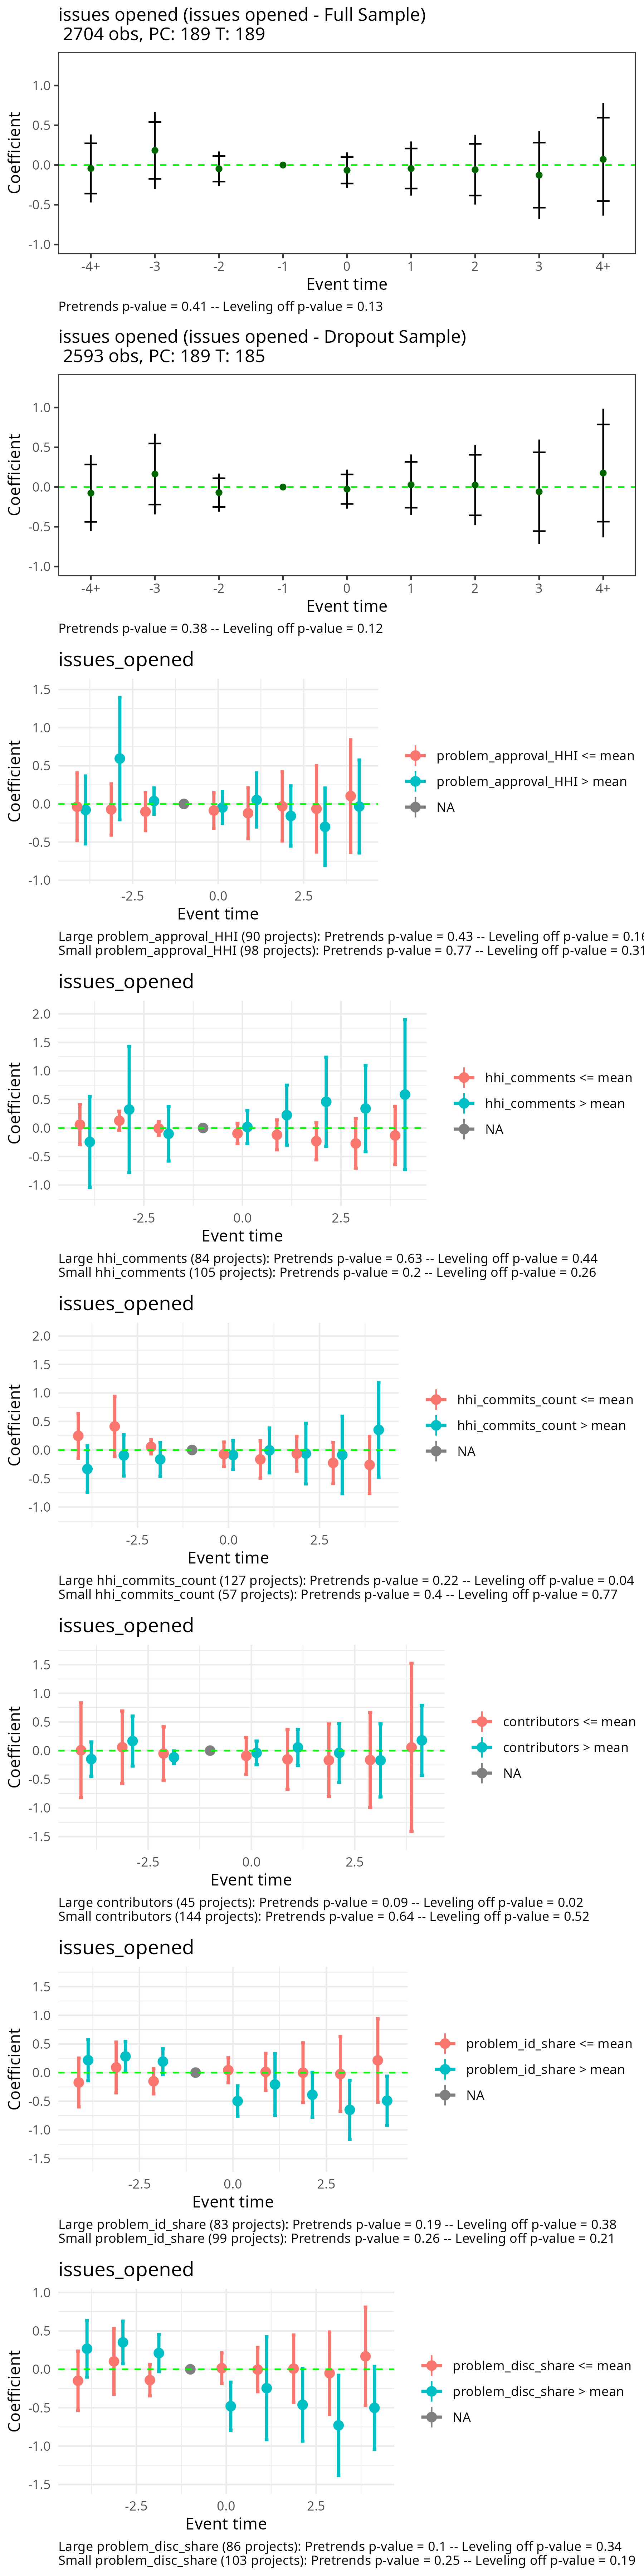 issues opened (issues opened - Full Sample)
2704 obs, PC: 189 T: 189
1.0
0.5
0.0
-0.5
-1.0
Coefficient
-4+ -3 -2 -1 0 1 2 3 4+
Event time
Pretrends p-value = 0.41 -- Leveling off p-value = 0.13
issues opened (issues opened - Dropout Sample)
2593 obs, PC: 189 T: 185
1.0
0.5
0.0
-0.5
-1.0
Coefficient
-4+ -3 -2 -1 0 1 2 3 4+
Event time
Pretrends p-value = 0.38 -- Leveling off p-value = 0.12
issues_opened
1.5
1.0
0.5
0.0
-0.5
-1.0
Coefficient
-2.5 0.0 2.5
Event time
problem_approval_HHI <= mean
problem_approval_HHI > mean
NA
Large problem_approval_HHI (90 projects): Pretrends p-value = 0.43 -- Leveling off p-value = 0.16
Small problem_approval_HHI (98 projects): Pretrends p-value = 0.77 -- Leveling off p-value = 0.31
issues_opened
2.0
1.5
1.0
0.5
0.0
-0.5
-1.0
Coefficient
-2.5 0.0 2.5
Event time
hhi_comments <= mean
hhi_comments > mean
NA
Large hhi_comments (84 projects): Pretrends p-value = 0.63 -- Leveling off p-value = 0.44
Small hhi_comments (105 projects): Pretrends p-value = 0.2 -- Leveling off p-value = 0.26
issues_opened
2.0
1.5
1.0
0.5
0.0
-0.5
-1.0
Coefficient
-2.5 0.0 2.5
Event time
hhi_commits_count <= mean
hhi_commits_count > mean
NA
Large hhi_commits_count (127 projects): Pretrends p-value = 0.22 -- Leveling off p-value = 0.04
Small hhi_commits_count (57 projects): Pretrends p-value = 0.4 -- Leveling off p-value = 0.77
issues_opened
1.5
1.0
0.5
0.0
-0.5
-1.0
-1.5
Coefficient
-2.5 0.0 2.5
Event time
contributors <= mean
contributors > mean
NA
Large contributors (45 projects): Pretrends p-value = 0.09 -- Leveling off p-value = 0.02
Small contributors (144 projects): Pretrends p-value = 0.64 -- Leveling off p-value = 0.52
issues_opened
1.5
1.0
0.5
0.0
-0.5
-1.0
-1.5
Coefficient
-2.5 0.0 2.5
Event time
problem_id_share <= mean
problem_id_share > mean
NA
Large problem_id_share (83 projects): Pretrends p-value = 0.19 -- Leveling off p-value = 0.38
Small problem_id_share (99 projects): Pretrends p-value = 0.26 -- Leveling off p-value = 0.21
issues_opened
1.0
0.5
0.0
-0.5
-1.0
-1.5
Coefficient
-2.5 0.0 2.5
Event time
problem_disc_share <= mean
problem_disc_share > mean
NA
Large problem_disc_share (86 projects): Pretrends p-value = 0.1 -- Leveling off p-value = 0.34
Small problem_disc_share (103 projects): Pretrends p-value = 0.25 -- Leveling off p-value = 0.19